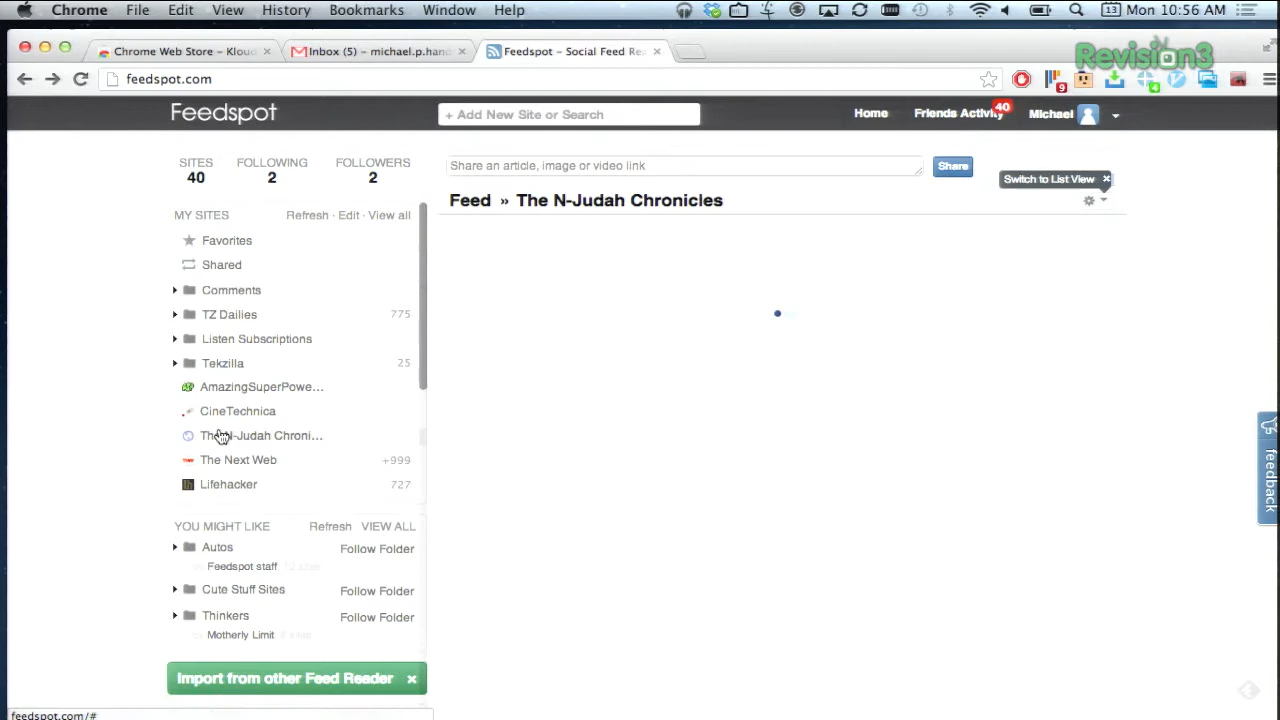 Chrome File Edit View History Bookmarks Window Help 13 Mon 10:56 AM
Chrome Web Store – Kloud Inbox (5) – michael.p.hand Feedspot – Social Feed Re
Revision3
feedspot.com
9 4
Feedspot + Add New Site or Search Home Friends Activity 40 Michael
SITES FOLLOWING FOLLOWERS
40 2 2
Share an article, image or video link Share
Switch to List View ×
Feed » The N-Judah Chronicles
MY SITES Refresh · Edit · View all
Favorites
Shared
Comments
TZ Dailies 775
Listen Subscriptions
Tekzilla 25
AmazingSuperPowe...
CineTechnica
The N-Judah Chroni...
The Next Web +999
Lifehacker 727
feedback
YOU MIGHT LIKE Refresh VIEW ALL
Autos Follow Folder
Feedspot staff
Cute Stuff Sites Follow Folder
Thinkers Follow Folder
Motherly Limit
Import from other Feed Reader ×
feedspot.com/#